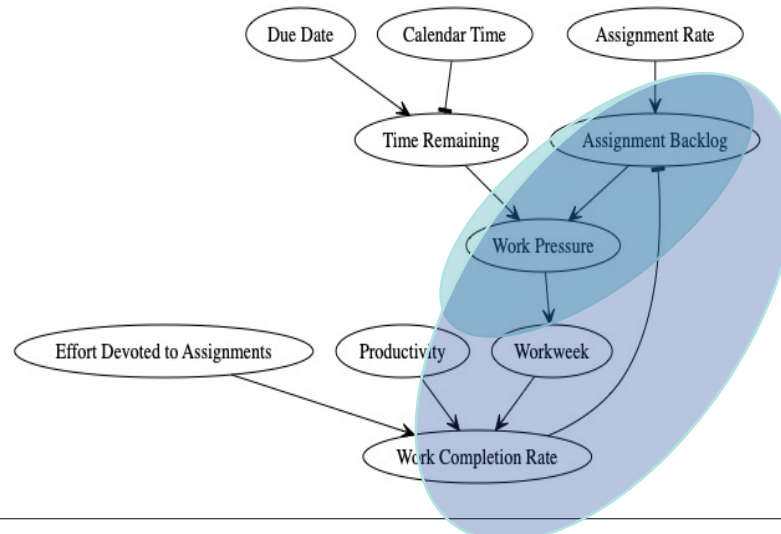 Due Date
Calendar Time
Assignment Rate
Time Remaining
Assignment Backlog
Work Pressure
Effort Devoted to Assignments
Productivity
Workweek
Work Completion Rate